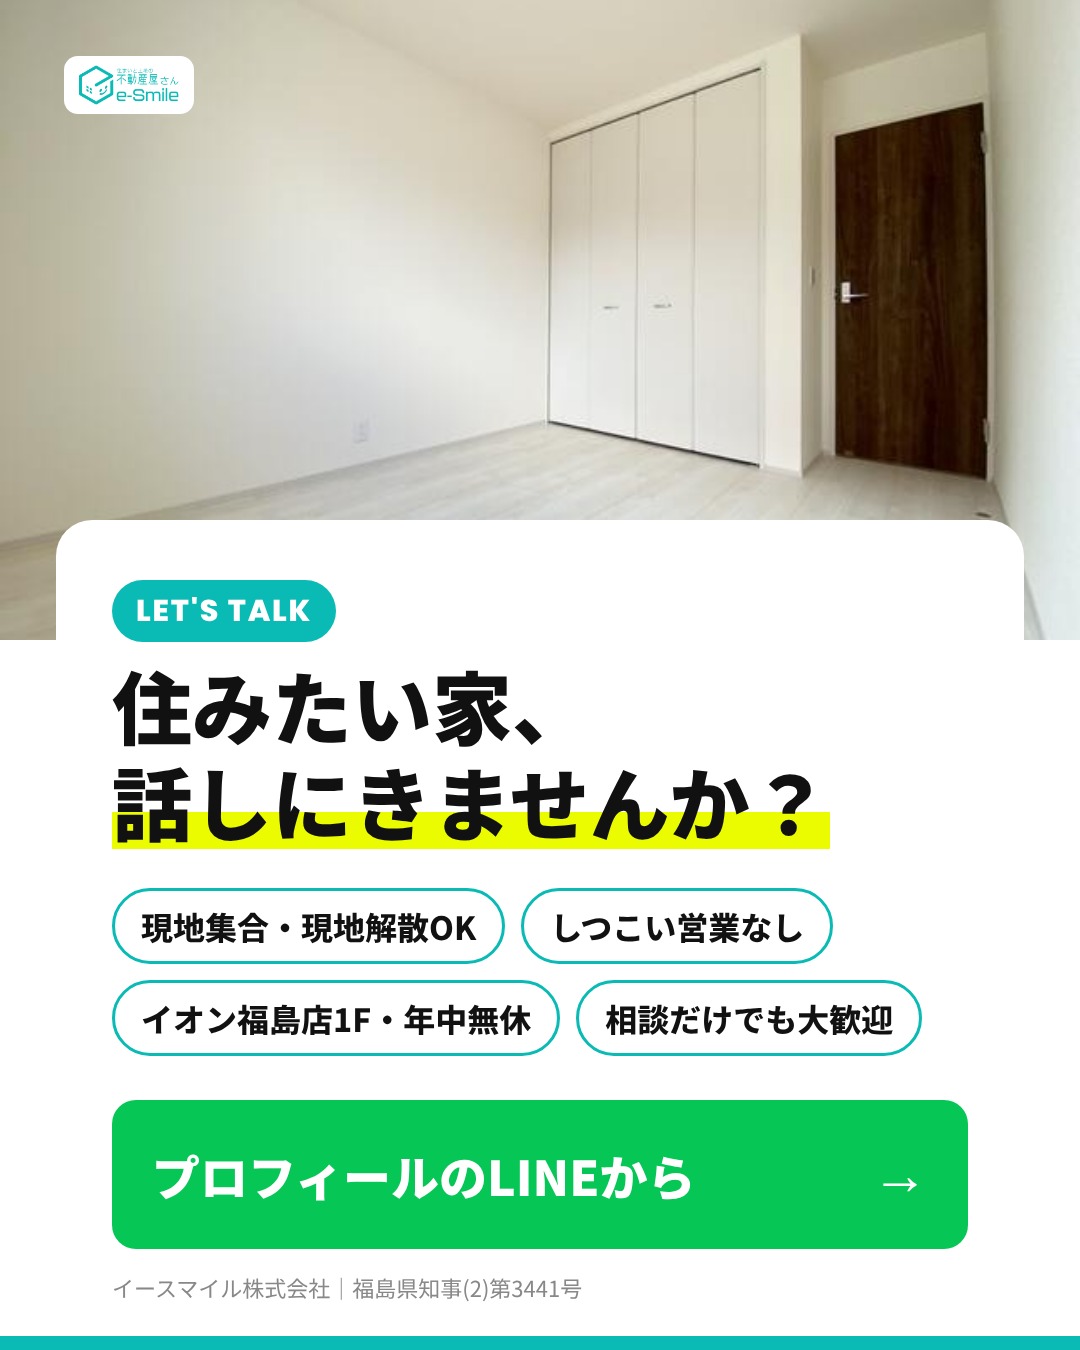 不動産屋さん
e-Smile
LET'S TALK
住みたい家、
話しにきませんか？
現地集合・現地解散OK
しつこい営業なし
イオン福島店1F・年中無休
相談だけでも大歓迎
プロフィールのLINEから →
イースマイル株式会社｜福島県知事(2)第3441号